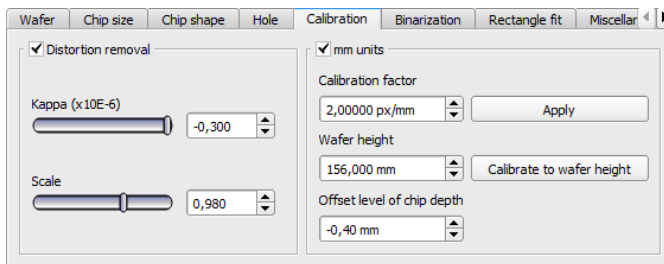 Wafer Chip size Chip shape Hole Calibration Binarization Rectangle fit Miscellar
Distortion removal
Kappa (x10E-6)
-0,300
Scale
0,980
mm units
Calibration factor
2,00000 px/mm Apply
Wafer height
156,000 mm Calibrate to wafer height
Offset level of chip depth
-0,40 mm